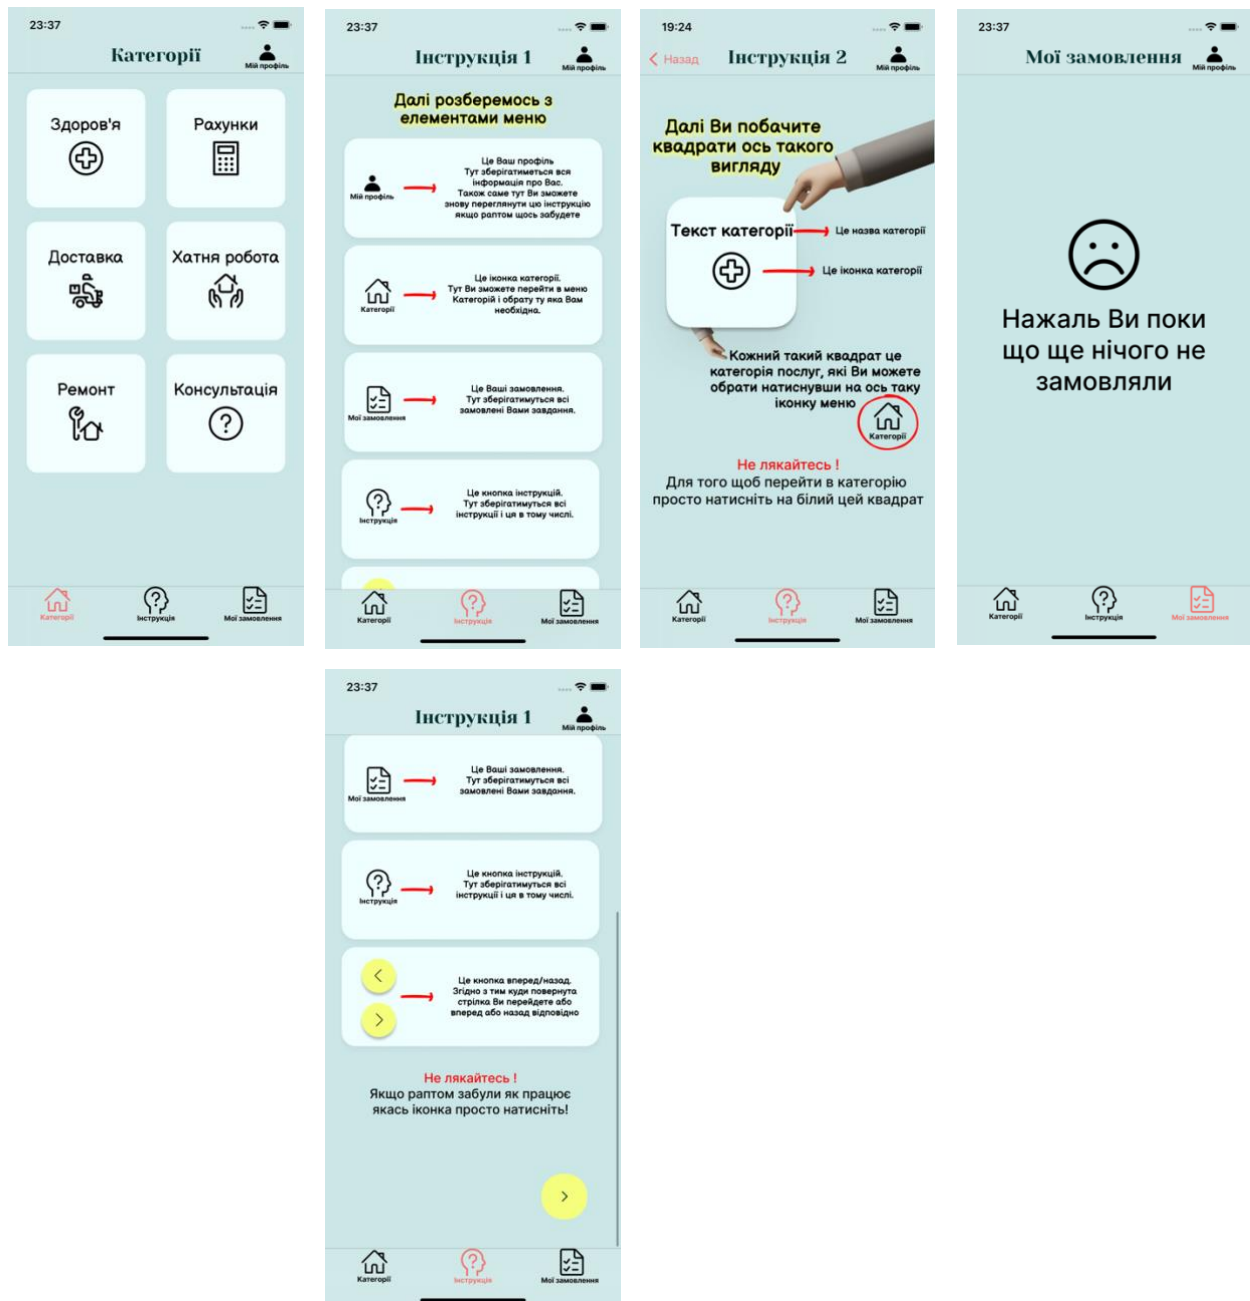 23:37
Категорії
Мій профіль
Здоров'я
Рахунки
Доставка
Хатня робота
Ремонт
Консультація
Категорії
Інструкція
Мої замовлення
23:37
Інструкція 1
Мій профіль
Далі розберемось з
елементами меню
Мій профіль
Це Ваш профіль
Тут зберігатиметься вся
інформація про Вас.
Також саме тут Ви зможете
знову переглянути цю інструкцію
якщо раптом щось забудете
Категорії
Це іконка категорії.
Тут Ви зможете перейти в меню
Категорій і обрату ту яка Вам
необхідна.
Мої замовлення
Це Ваші замовлення.
Тут зберігатимуться всі
замовлені Вами завдання.
Інструкція
Це кнопка інструкцій.
Тут зберігатимуться всі
інструкції і ця в тому числі.
Категорії
Інструкція
Мої замовлення
19:24
Назад
Інструкція 2
Мій профіль
Далі Ви побачите
квадрати ось такого
вигляду
Текст категорії
Це назва категорії
Це іконка категорії
Кожний такий квадрат це
категорія послуг, які Ви можете
обрати натиснувши на ось таку
іконку меню
Категорії
Не лякайтесь !
Для того щоб перейти в категорію
просто натисніть на білий цей квадрат
Категорії
Інструкція
Мої замовлення
23:37
Мої замовлення
Мій профіль
Нажаль Ви поки
що ще нічого не
замовляли
Категорії
Інструкція
Мої замовлення
23:37
Інструкція 1
Мій профіль
Мої замовлення
Це Ваші замовлення.
Тут зберігатимуться всі
замовлені Вами завдання.
Інструкція
Це кнопка інструкцій.
Тут зберігатимуться всі
інструкції і ця в тому числі.
Це кнопка вперед/назад.
Згідно з тим куди повернута
стрілка Ви перейдете або
вперед або назад відповідно
Не лякайтесь !
Якщо раптом забули як працює
якась іконка просто натисніть!
Категорії
Інструкція
Мої замовлення